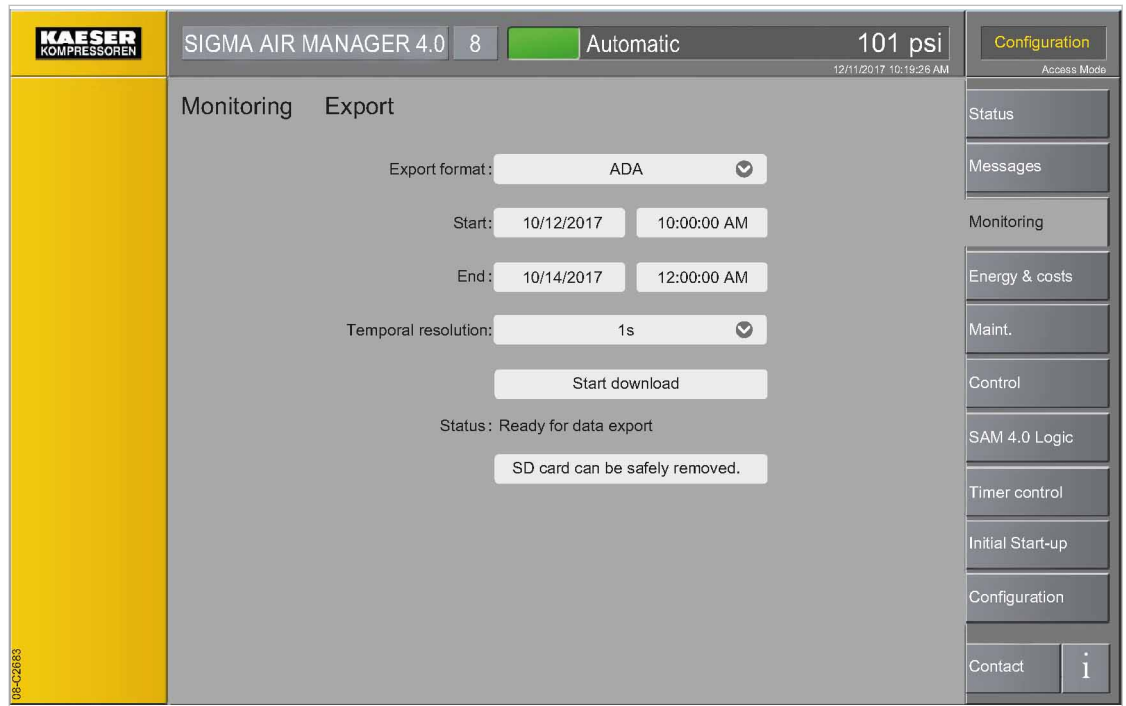 KAESER
KOMPRESSOREN
SIGMA AIR MANAGER 4.0 8 Automatic 101 psi
12/11/2017 10:19:26 AM
Configuration
Access Mode
Monitoring Export
Export format: ADA
Start: 10/12/2017 10:00:00 AM
End: 10/14/2017 12:00:00 AM
Temporal resolution: 1s
Start download
Status: Ready for data export
SD card can be safely removed.
Status
Messages
Monitoring
Energy & costs
Maint.
Control
SAM 4.0 Logic
Timer control
Initial Start-up
Configuration
Contact i
08-C2683